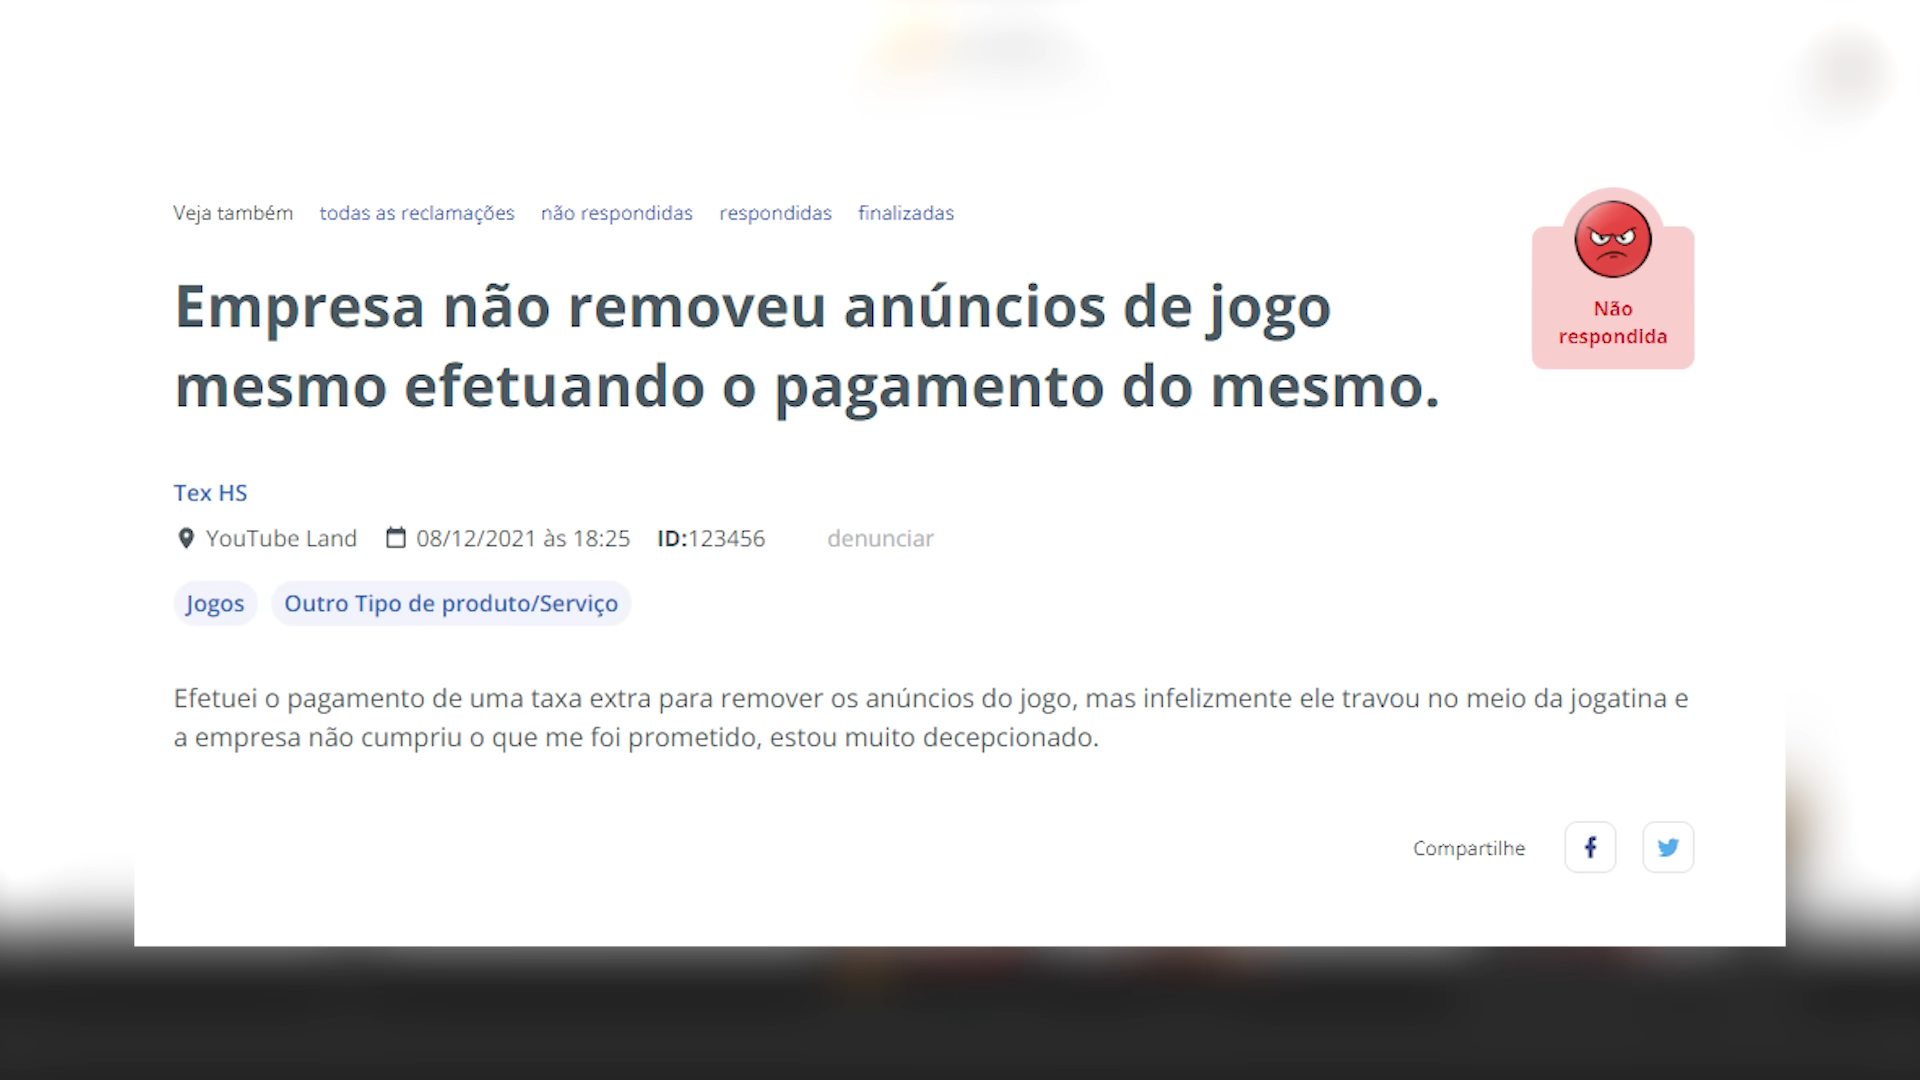 Veja também todas as reclamações não respondidas respondidas finalizadas
Não
respondida
Empresa não removeu anúncios de jogo
mesmo efetuando o pagamento do mesmo.
Tex HS
YouTube Land 08/12/2021 às 18:25 ID:123456 denunciar
Jogos Outro Tipo de produto/Serviço
Efetuei o pagamento de uma taxa extra para remover os anúncios do jogo, mas infelizmente ele travou no meio da jogatina e
a empresa não cumpriu o que me foi prometido, estou muito decepcionado.
Compartilhe